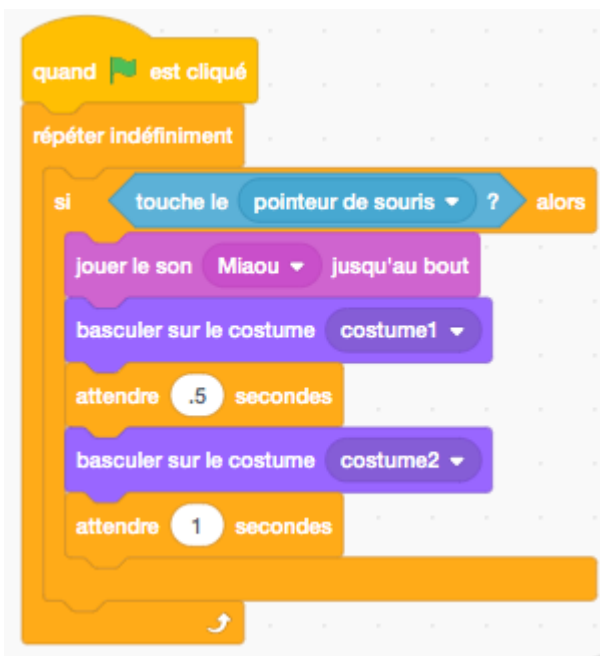 quand est cliqué
répéter indéfiniment
si touche le pointeur de souris ? alors
jouer le son Miaou jusqu'au bout
basculer sur le costume costume1
attendre .5 secondes
basculer sur le costume costume2
attendre 1 secondes